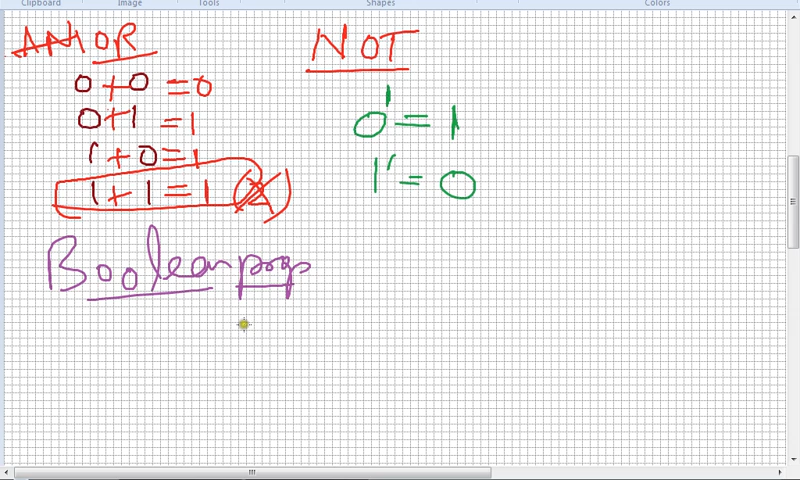 Clipboard Image Tools Shapes Colors
OR
0 + 0 = 0
0 + 1 = 1
1 + 0 = 1
1 + 1 = 1
NOT
0' = 1
1' = 0
Boolean